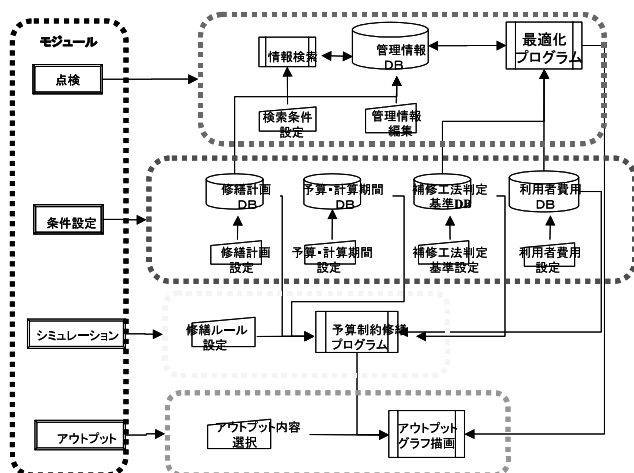 モジュール
点検
条件設定
シミュレーション
アウトプット
情報検索
管理情報
DB
最適化
プログラム
検索条件
設定
管理情報
編集
修繕計画
DB
予算・計算期間
DB
補修工法判定
基準DB
利用者費用
DB
修繕計画
設定
予算・計算期間
設定
補修工法判定
基準設定
利用者費用
設定
修繕ルール
設定
予算制約修繕
プログラム
アウトプット内容
選択
アウトプット
グラフ描画